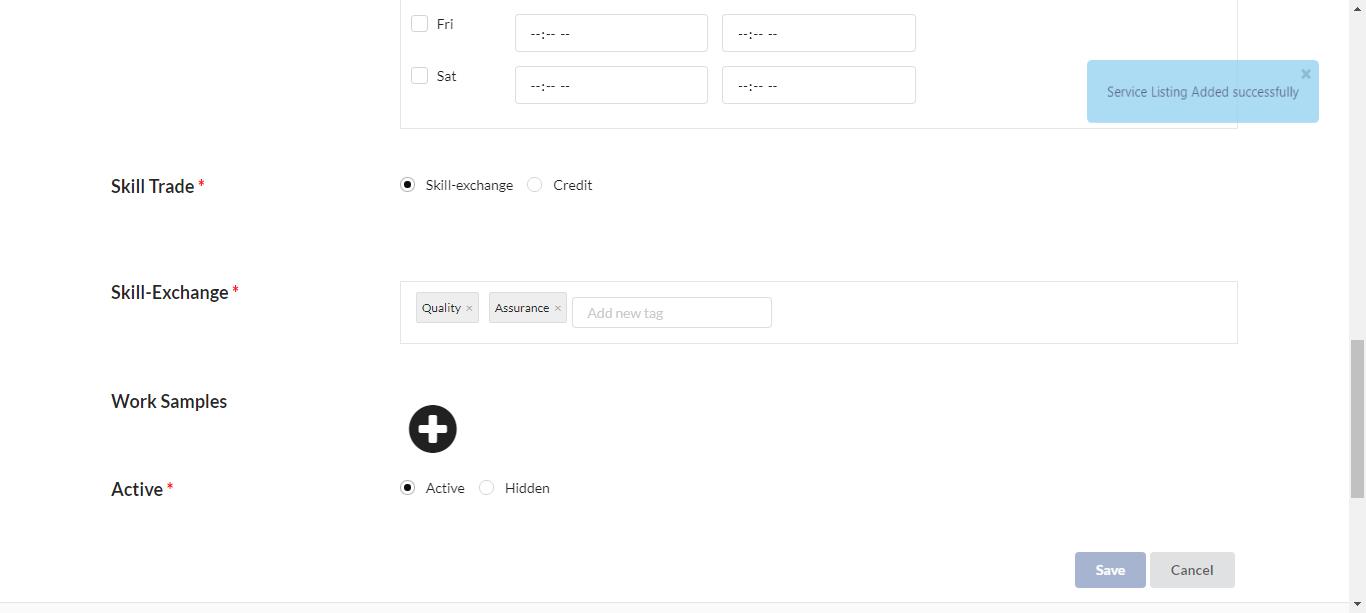 Fri
--:-- --
--:-- --
Sat
--:-- --
--:-- --
Service Listing Added successfully ×
Skill Trade *
Skill-exchange
Credit
Skill-Exchange *
Quality ×
Assurance ×
Add new tag
Work Samples
Active *
Active
Hidden
Save
Cancel